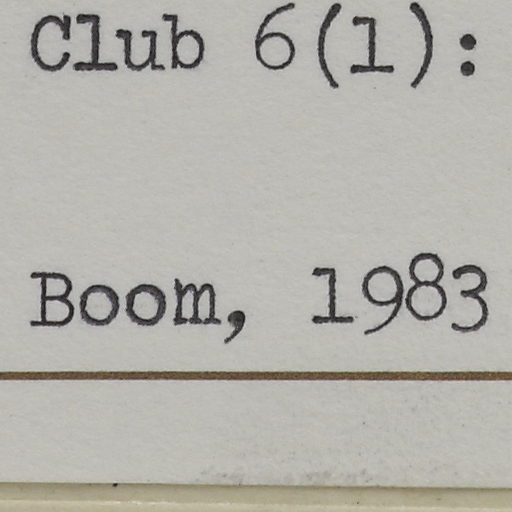 Club 6(1):
Boom, 1983